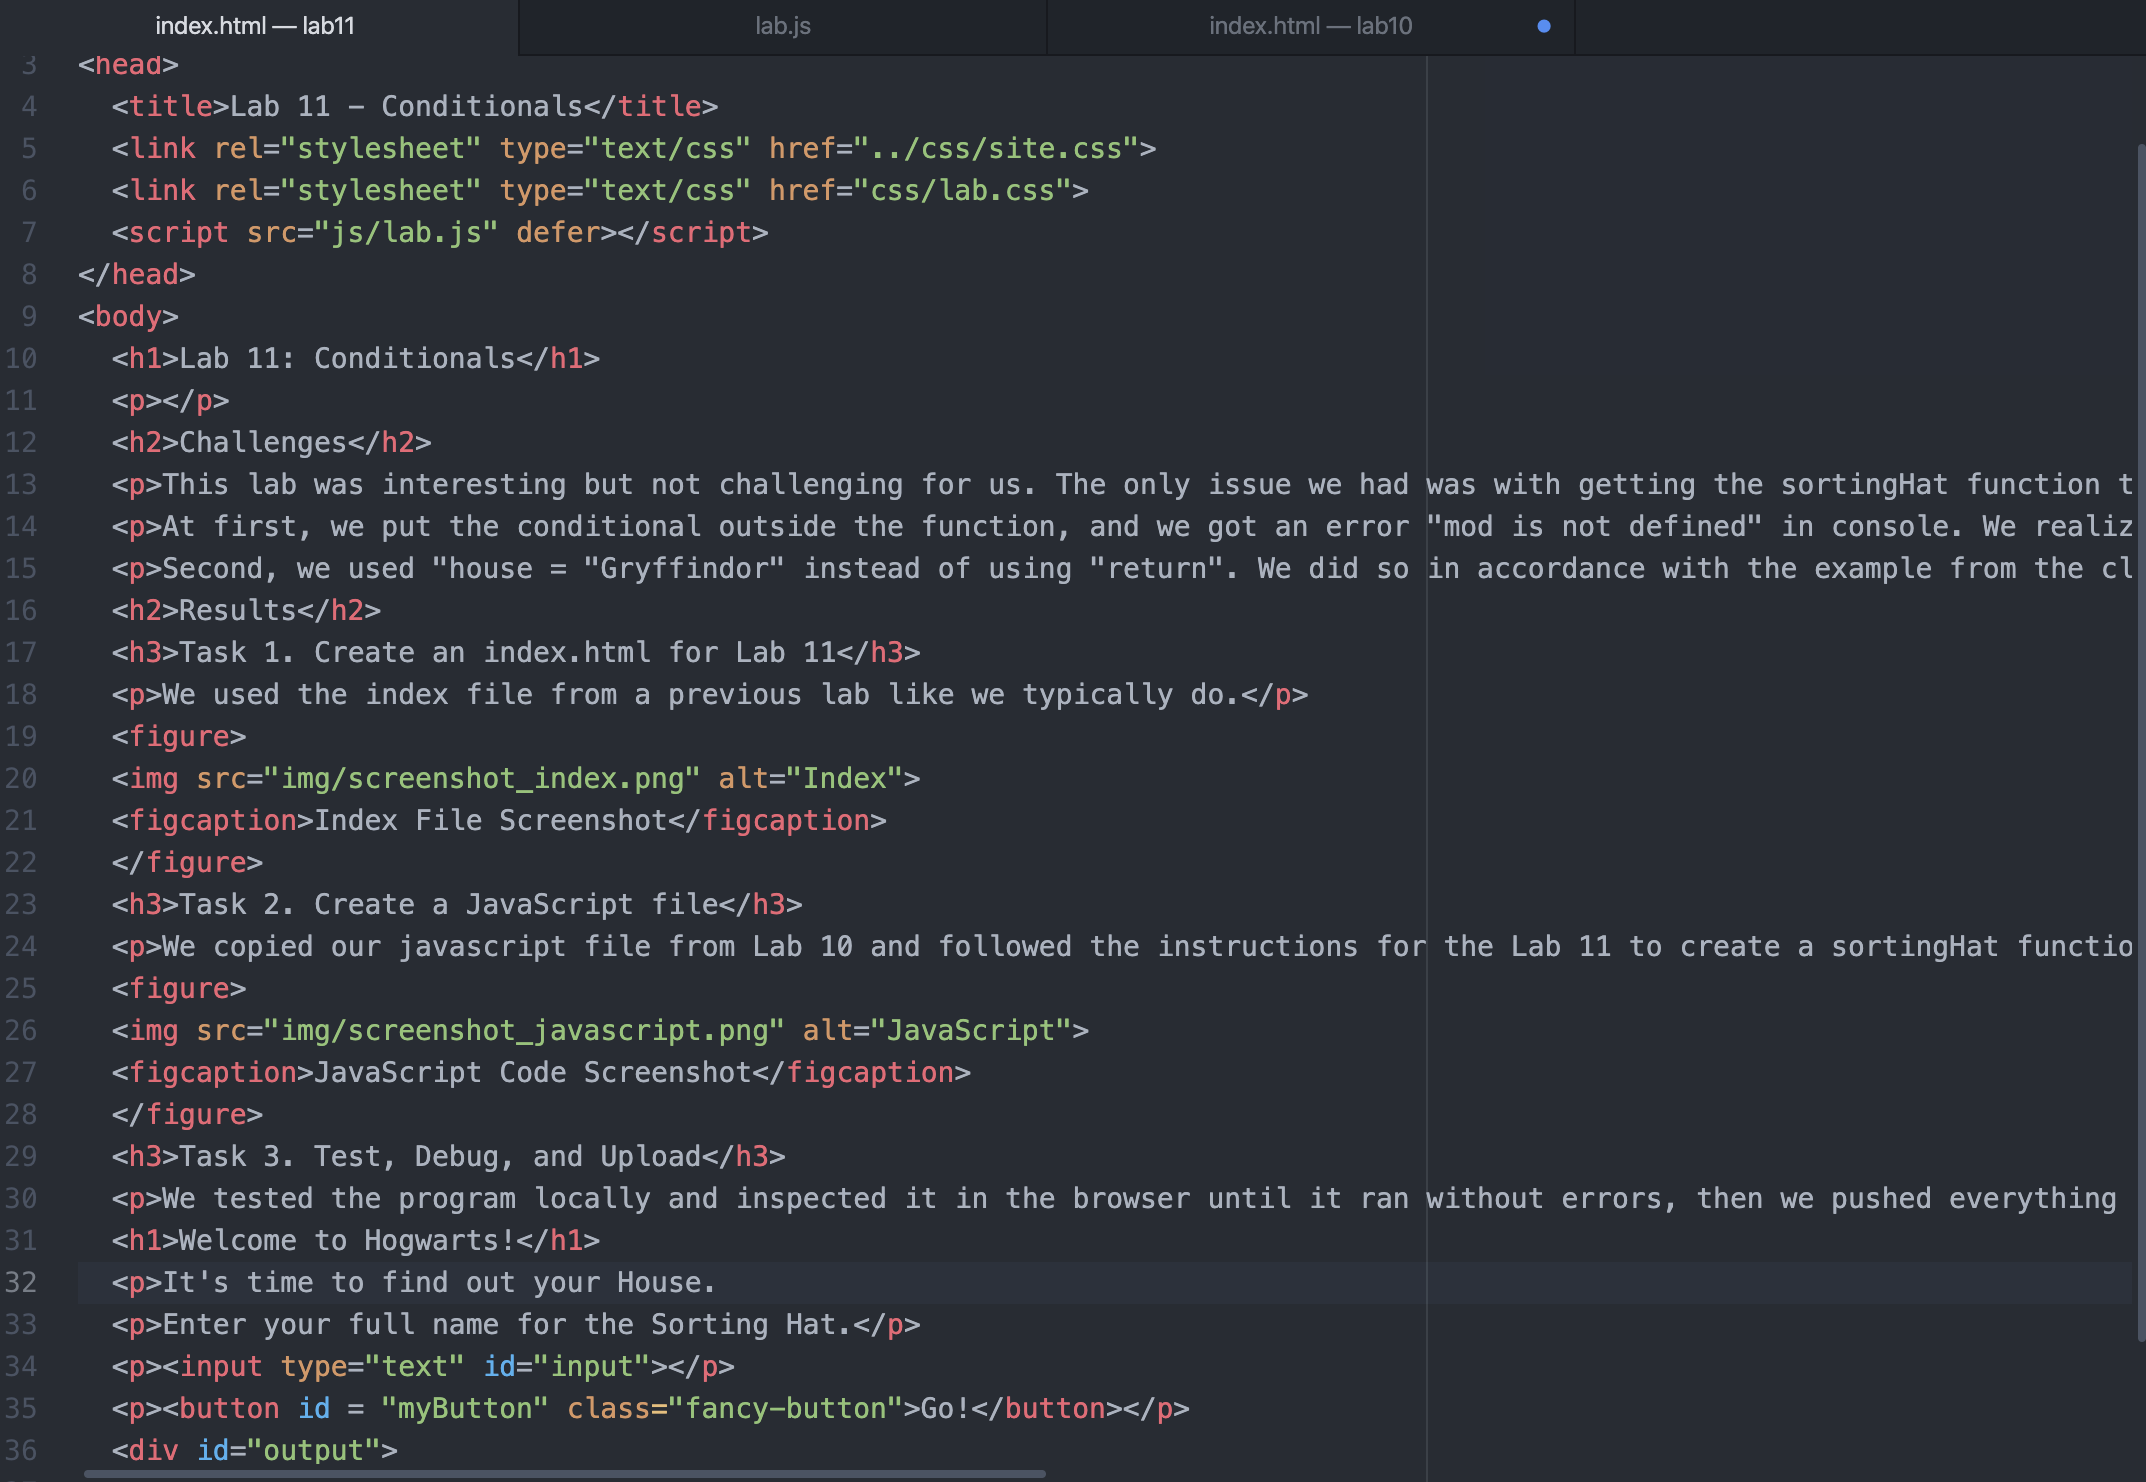 index.html — lab11 lab.js index.html — lab10
3 <head>
4 <title>Lab 11 – Conditionals</title>
5 <link rel="stylesheet" type="text/css" href="../css/site.css">
6 <link rel="stylesheet" type="text/css" href="css/lab.css">
7 <script src="js/lab.js" defer></script>
8 </head>
9 <body>
10 <h1>Lab 11: Conditionals</h1>
11 <p></p>
12 <h2>Challenges</h2>
13 <p>This lab was interesting but not challenging for us. The only issue we had was with getting the sortingHat function t
14 <p>At first, we put the conditional outside the function, and we got an error "mod is not defined" in console. We realiz
15 <p>Second, we used "house = "Gryffindor" instead of using "return". We did so in accordance with the example from the cl
16 <h2>Results</h2>
17 <h3>Task 1. Create an index.html for Lab 11</h3>
18 <p>We used the index file from a previous lab like we typically do.</p>
19 <figure>
20 <img src="img/screenshot_index.png" alt="Index">
21 <figcaption>Index File Screenshot</figcaption>
22 </figure>
23 <h3>Task 2. Create a JavaScript file</h3>
24 <p>We copied our javascript file from Lab 10 and followed the instructions for the Lab 11 to create a sortingHat functio
25 <figure>
26 <img src="img/screenshot_javascript.png" alt="JavaScript">
27 <figcaption>JavaScript Code Screenshot</figcaption>
28 </figure>
29 <h3>Task 3. Test, Debug, and Upload</h3>
30 <p>We tested the program locally and inspected it in the browser until it ran without errors, then we pushed everything
31 <h1>Welcome to Hogwarts!</h1>
32 <p>It's time to find out your House.
33 <p>Enter your full name for the Sorting Hat.</p>
34 <p><input type="text" id="input"></p>
35 <p><button id = "myButton" class="fancy-button">Go!</button></p>
36 <div id="output">